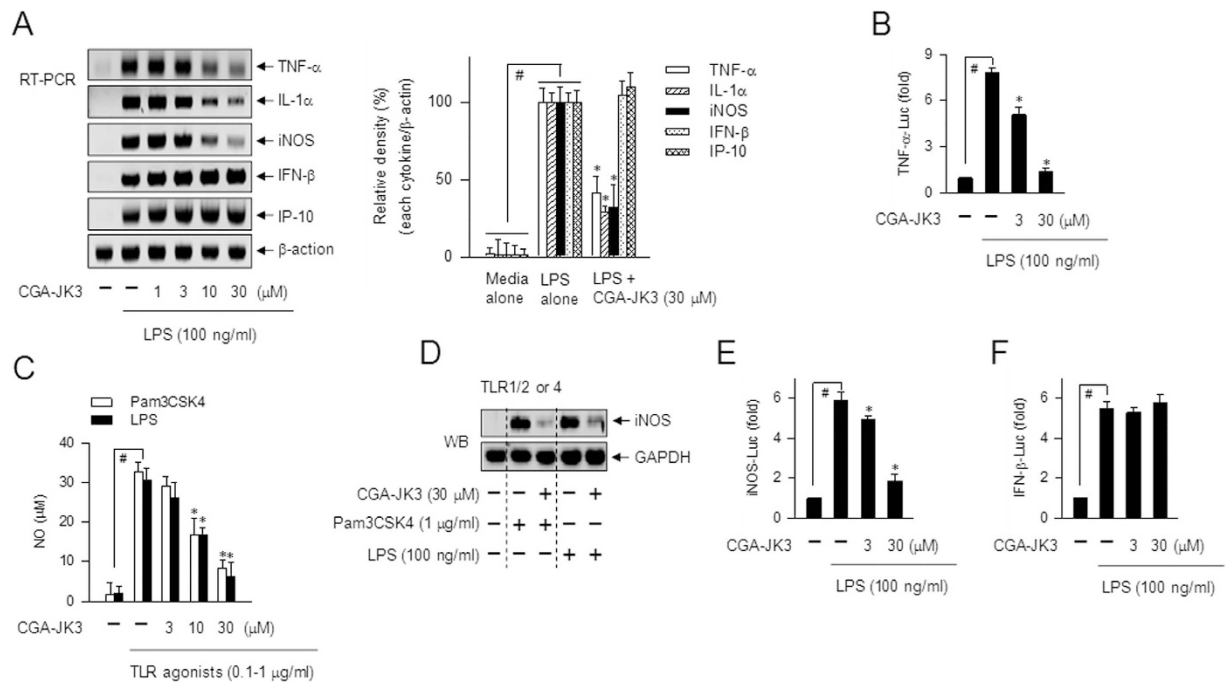 A
RT-PCR
TNF-α
IL-1α
iNOS
IFN-β
IP-10
β-action
CGA-JK3 – – 1 3 10 30 (μM)
LPS (100 ng/ml)
Relative density (%)
(each cytokine/β-actin)
100
50
0
#
* * *
TNF-α
IL-1α
iNOS
IFN-β
IP-10
Media alone
LPS alone
LPS + CGA-JK3 (30 μM)
B
TNF-α-Luc (fold)
9
6
3
0
#
* *
CGA-JK3 – – 3 30 (μM)
LPS (100 ng/ml)
C
Pam3CSK4
LPS
NO (μM)
40
30
20
10
0
#
* * **
CGA-JK3 – – 3 10 30 (μM)
TLR agonists (0.1-1 μg/ml)
D
TLR1/2 or 4
WB
iNOS
GAPDH
CGA-JK3 (30 μM) – – + – +
Pam3CSK4 (1 μg/ml) – + + – –
LPS (100 ng/ml) – – – + +
E
iNOS-Luc (fold)
6
4
2
0
#
* *
CGA-JK3 – – 3 30 (μM)
LPS (100 ng/ml)
F
IFN-β-Luc (fold)
6
4
2
0
#
CGA-JK3 – – 3 30 (μM)
LPS (100 ng/ml)